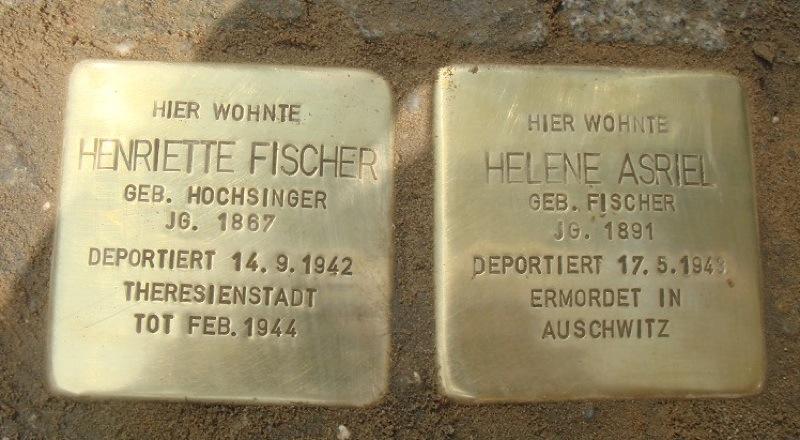 HIER WOHNTE
HENRIETTE FISCHER
GEB. HOCHSINGER
JG. 1867
DEPORTIERT 14.9.1942
THERESIENSTADT
TOT FEB. 1944
HIER WOHNTE
HELENE ASRIEL
GEB. FISCHER
JG. 1891
DEPORTIERT 17.5.1943
ERMORDET IN
AUSCHWITZ